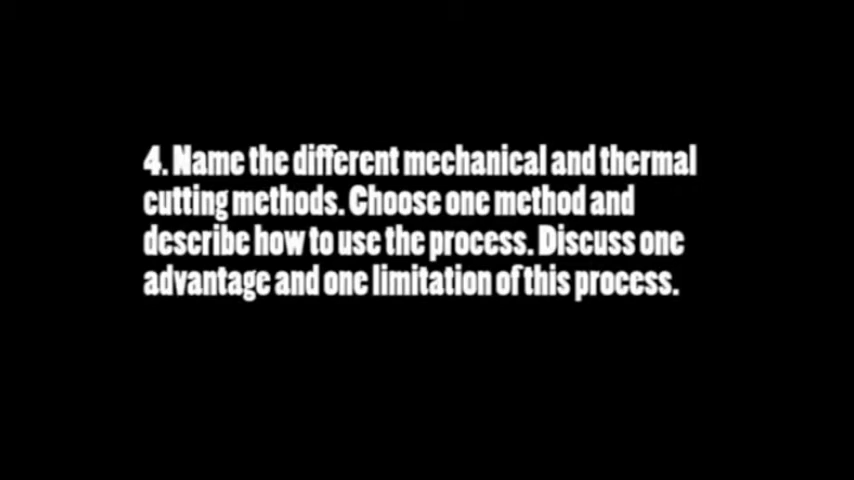 4. Name the different mechanical and thermal
cutting methods. Choose one method and
describe how to use the process. Discuss one
advantage and one limitation of this process.